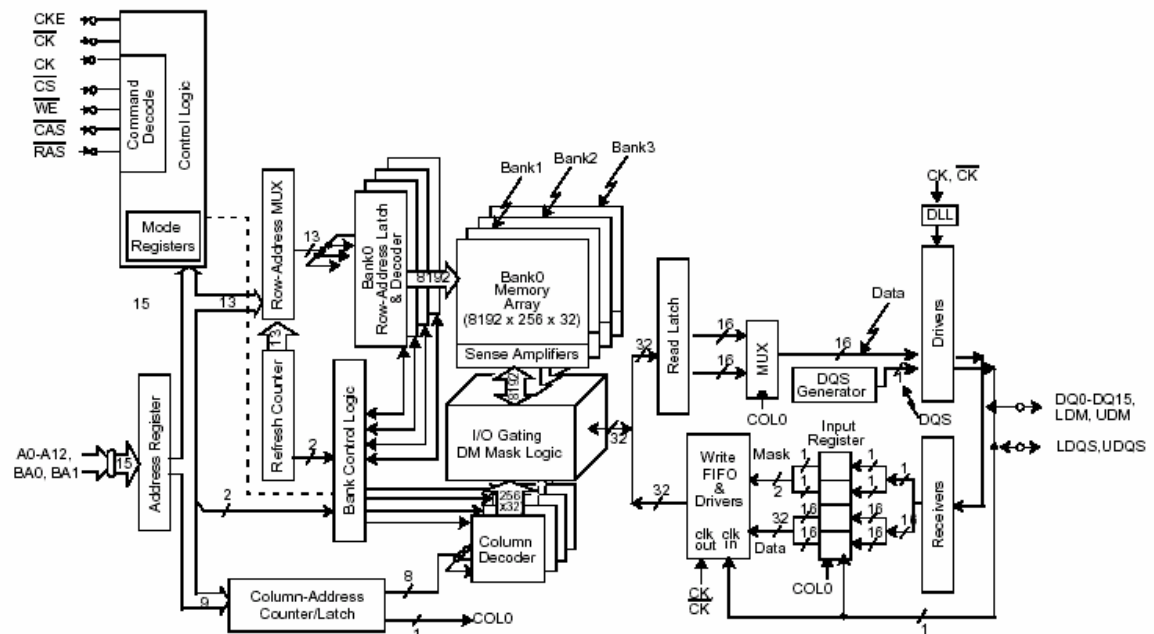 CKE
CK
CK
CS
WE
CAS
RAS
Command
Decode
Control Logic
Mode
Registers
15
13
Row-Address MUX
13
Refresh Counter
13
2
Bank0
Row-Address Latch
& Decoder
8192
Bank1
Bank2
Bank3
Bank0
Memory
Array
(8192 x 256 x 32)
Sense Amplifiers
8192
I/O Gating
DM Mask Logic
32
Bank Control Logic
256
x32
Column
Decoder
A0-A12,
BA0, BA1
15
Address Register
2
9
Column-Address
Counter/Latch
8
1
COL0
32
Read Latch
16
16
MUX
COL0
16
Data
DQS
Generator
DQS
1
CK, CK
DLL
Drivers
DQ0-DQ15,
LDM, UDM
LDQS,UDQS
32
Write
FIFO
&
Drivers
clk
out
clk
in
CK
CK
Mask
2
32
Data
Input
Register
1
1
16
16
1
1
16
16
1
16
COL0
Receivers
1